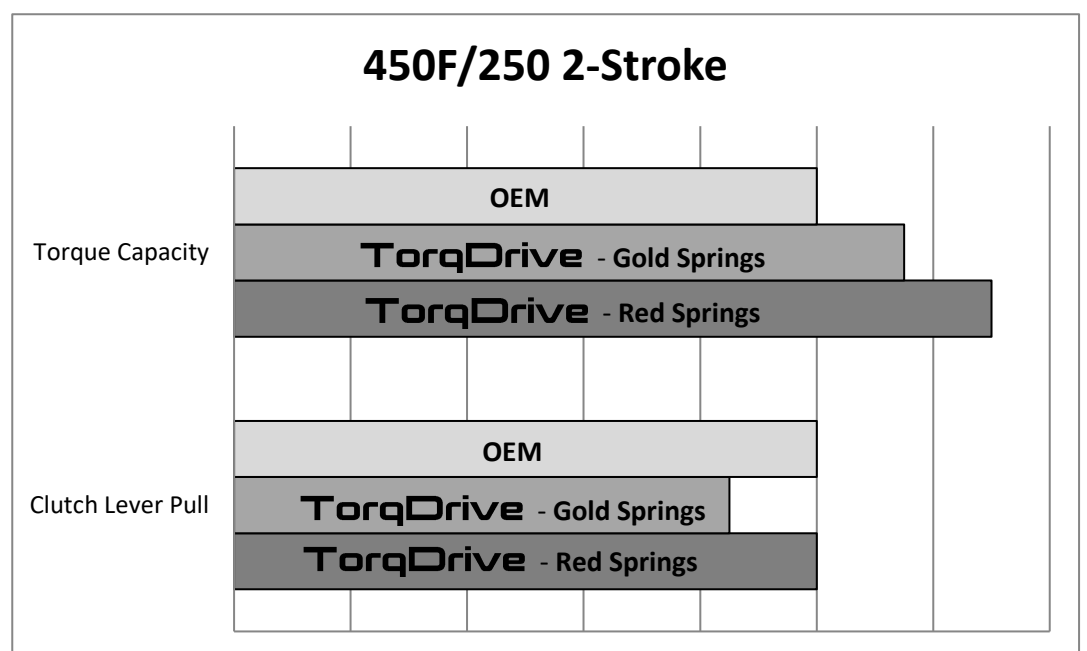 450F/250 2-Stroke
Torque Capacity
OEM
TorqDrive - Gold Springs
TorqDrive - Red Springs
Clutch Lever Pull
OEM
TorqDrive - Gold Springs
TorqDrive - Red Springs